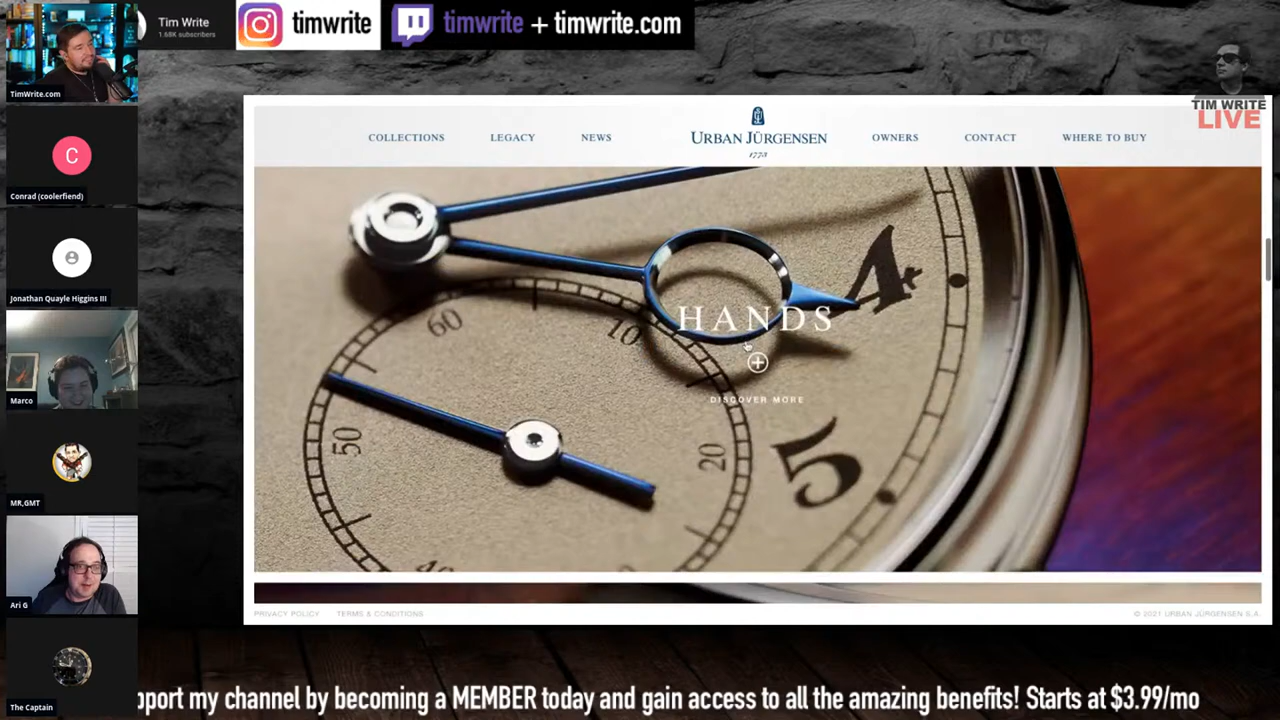 Tim Write
1.68K subscribers
timwrite
timwrite + timwrite.com
TIM WRITE
LIVE
TimWrite.com
C
Conrad (coolerfiend)
Jonathan Quayle Higgins III
Marco
MR,GMT
Ari G
The Captain
COLLECTIONS
LEGACY
NEWS
URBAN JÜRGENSEN
1773
OWNERS
CONTACT
WHERE TO BUY
4
60
10
HANDS
DISCOVER MORE
50
20
5
40
PRIVACY POLICY
TERMS & CONDITIONS
© 2021 URBAN JÜRGENSEN S.A.
pport my channel by becoming a MEMBER today and gain access to all the amazing benefits! Starts at $3.99/mo